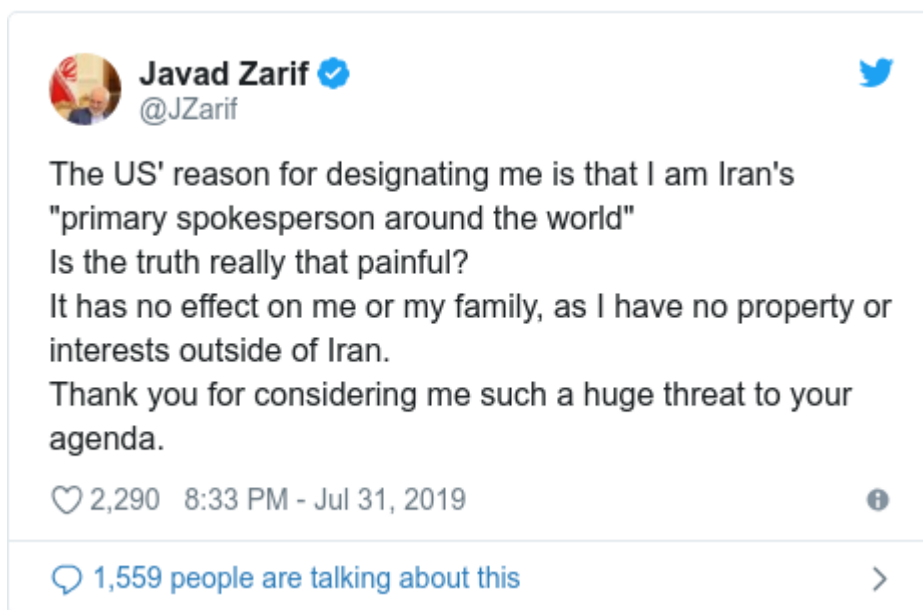 Javad Zarif
@JZarif
The US' reason for designating me is that I am Iran's
"primary spokesperson around the world"
Is the truth really that painful?
It has no effect on me or my family, as I have no property or
interests outside of Iran.
Thank you for considering me such a huge threat to your
agenda.
2,290 8:33 PM - Jul 31, 2019
1,559 people are talking about this